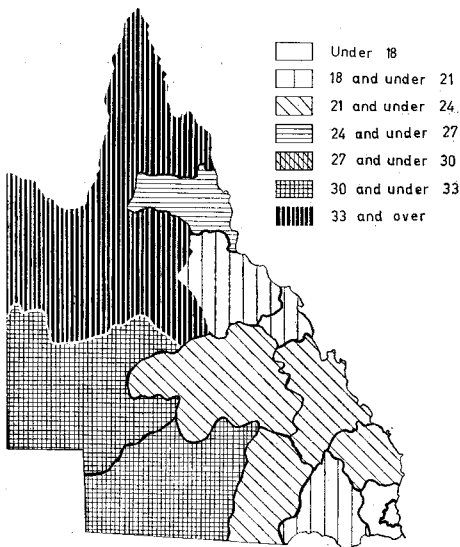 Under 18
18 and under 21
21 and under 24
24 and under 27
27 and under 30
30 and under 33
33 and over